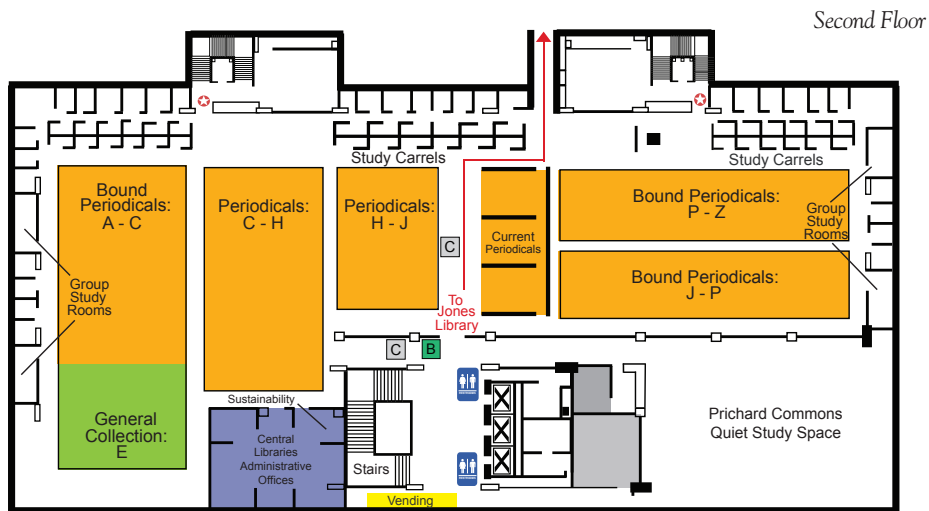 Second Floor
Study Carrels
Study Carrels
Bound
Periodicals:
A - C
Periodicals:
C - H
Periodicals:
H - J
C
Current
Periodicals
Bound Periodicals:
P - Z
Group
Study
Rooms
Bound Periodicals:
J - P
Group
Study
Rooms
To
Jones
Library
C
B
Sustainability
General
Collection:
E
Central
Libraries
Administrative
Offices
Stairs
Prichard Commons
Quiet Study Space
Vending